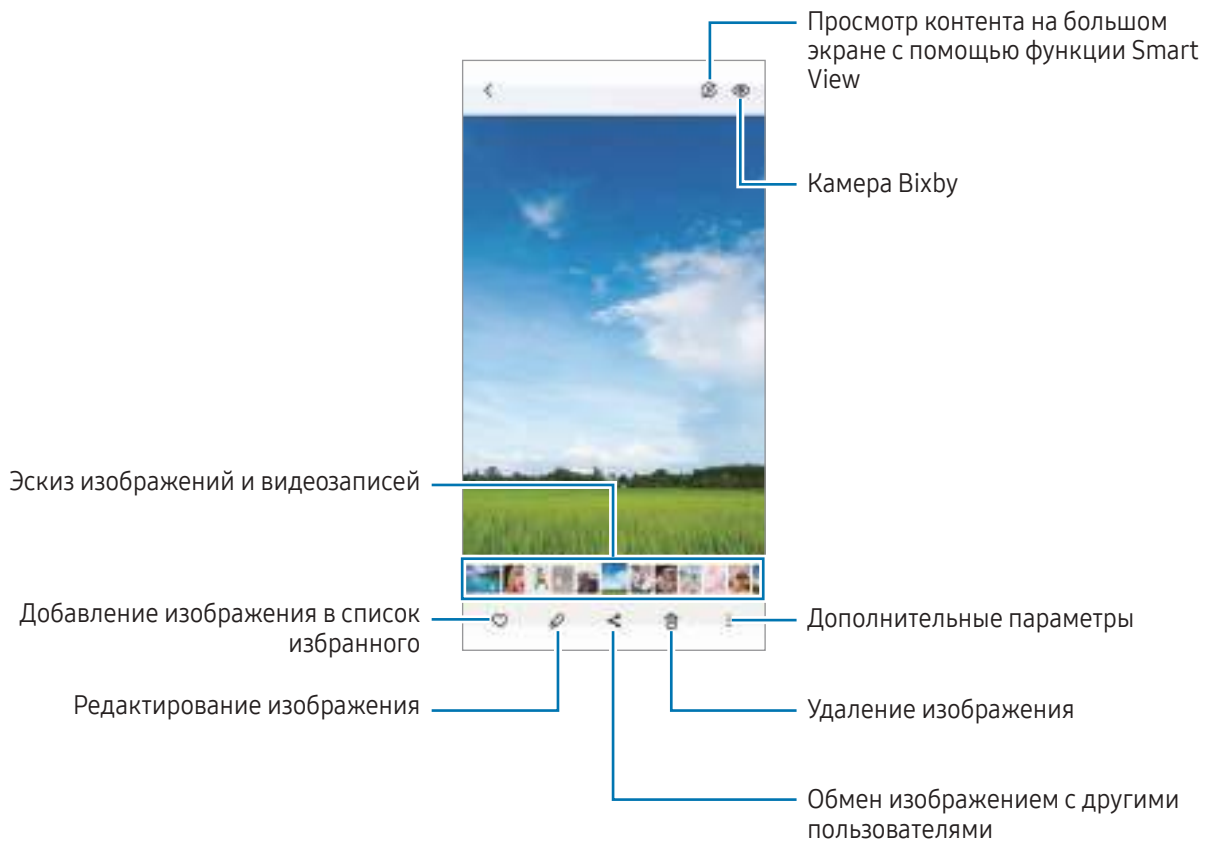 Просмотр контента на большом
экране с помощью функции Smart
View
Камера Bixby
Эскиз изображений и видеозаписей
Добавление изображения в список
избранного
Дополнительные параметры
Редактирование изображения
Удаление изображения
Обмен изображением с другими
пользователями